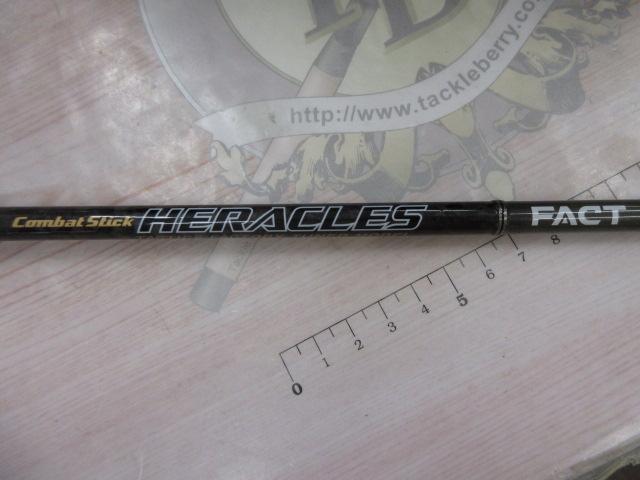 http://www.tackleberry.co
Combat Stick HERACLES FACT
0 1 2 3 4 5 6 7 8